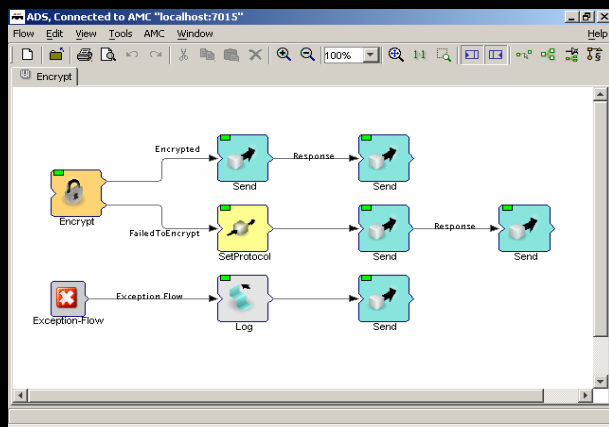 ADS, Connected to AMC "localhost:7015"
Flow Edit View Tools AMC Window Help
100% 1:1
Encrypt
Encrypted
Response
Send
Send
Encrypt
FailedToEncrypt
Response
SetProtocol
Send
Send
Exception Flow
Exception-Flow
Log
Send